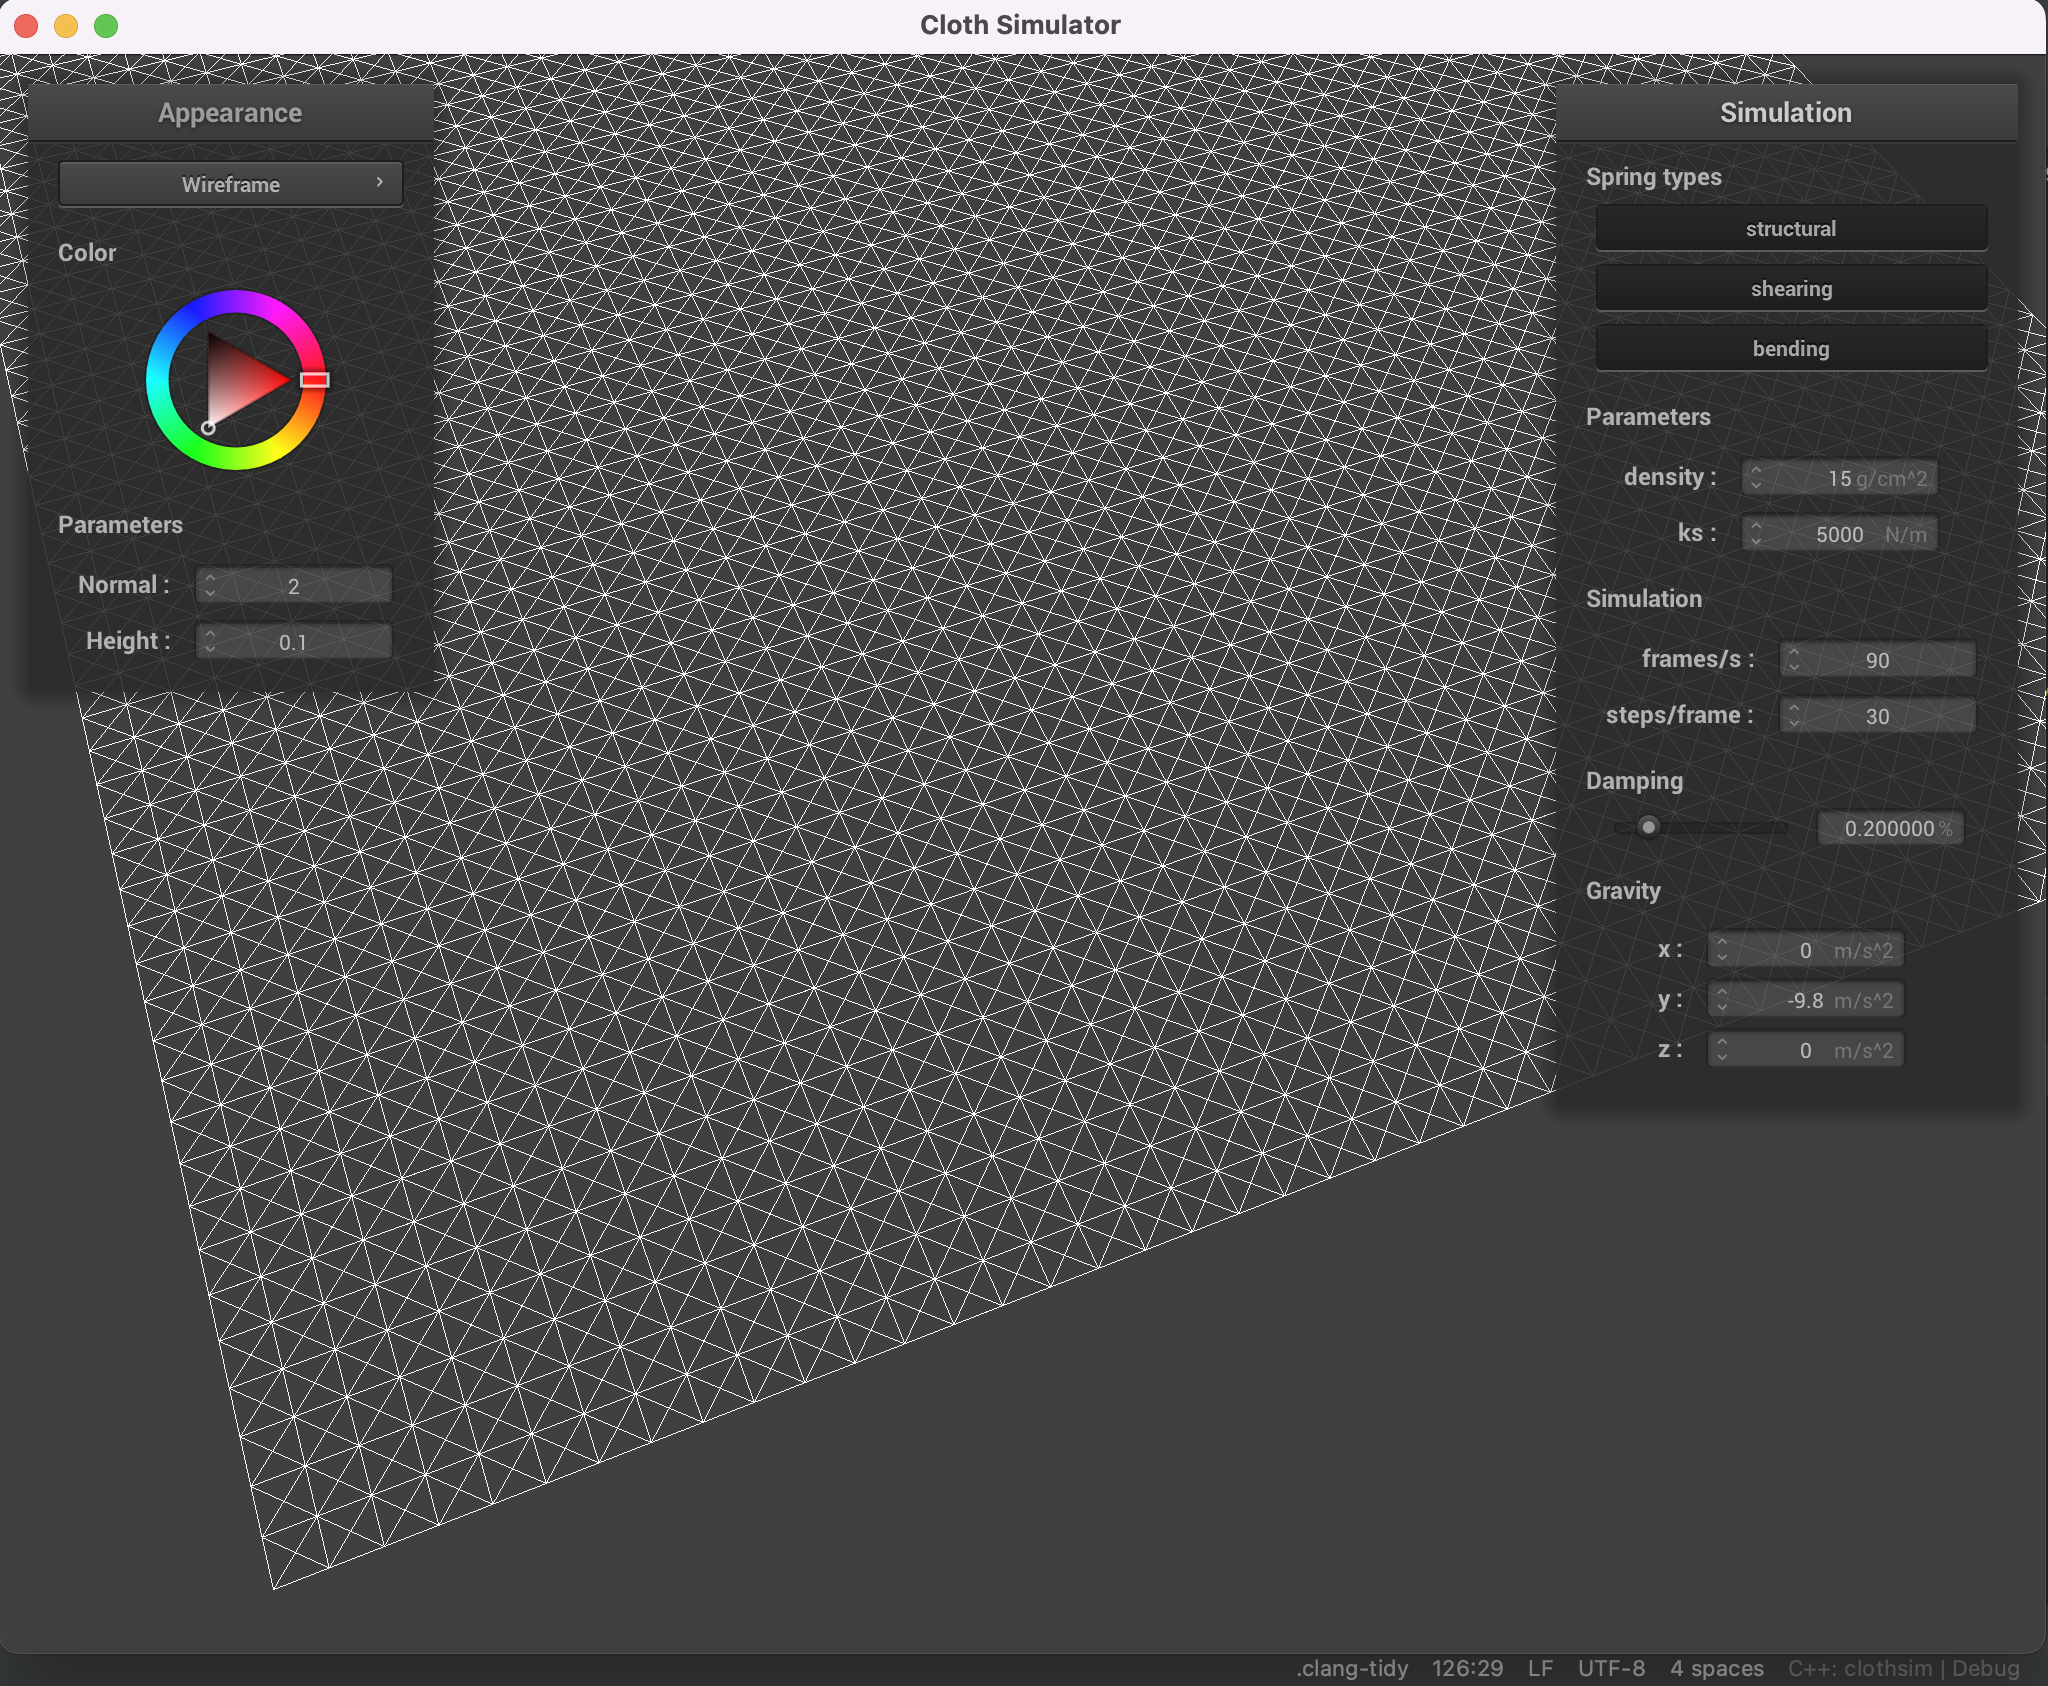 Cloth Simulator
Appearance
Wireframe
Color
Parameters
Normal : 2
Height : 0.1
Simulation
Spring types
structural
shearing
bending
Parameters
density : 15 g/cm^2
ks : 5000 N/m
Simulation
frames/s : 90
steps/frame : 30
Damping
0.200000 %
Gravity
x : 0 m/s^2
y : -9.8 m/s^2
z : 0 m/s^2
.clang-tidy 126:29 LF UTF-8 4 spaces C++: clothsim | Debug